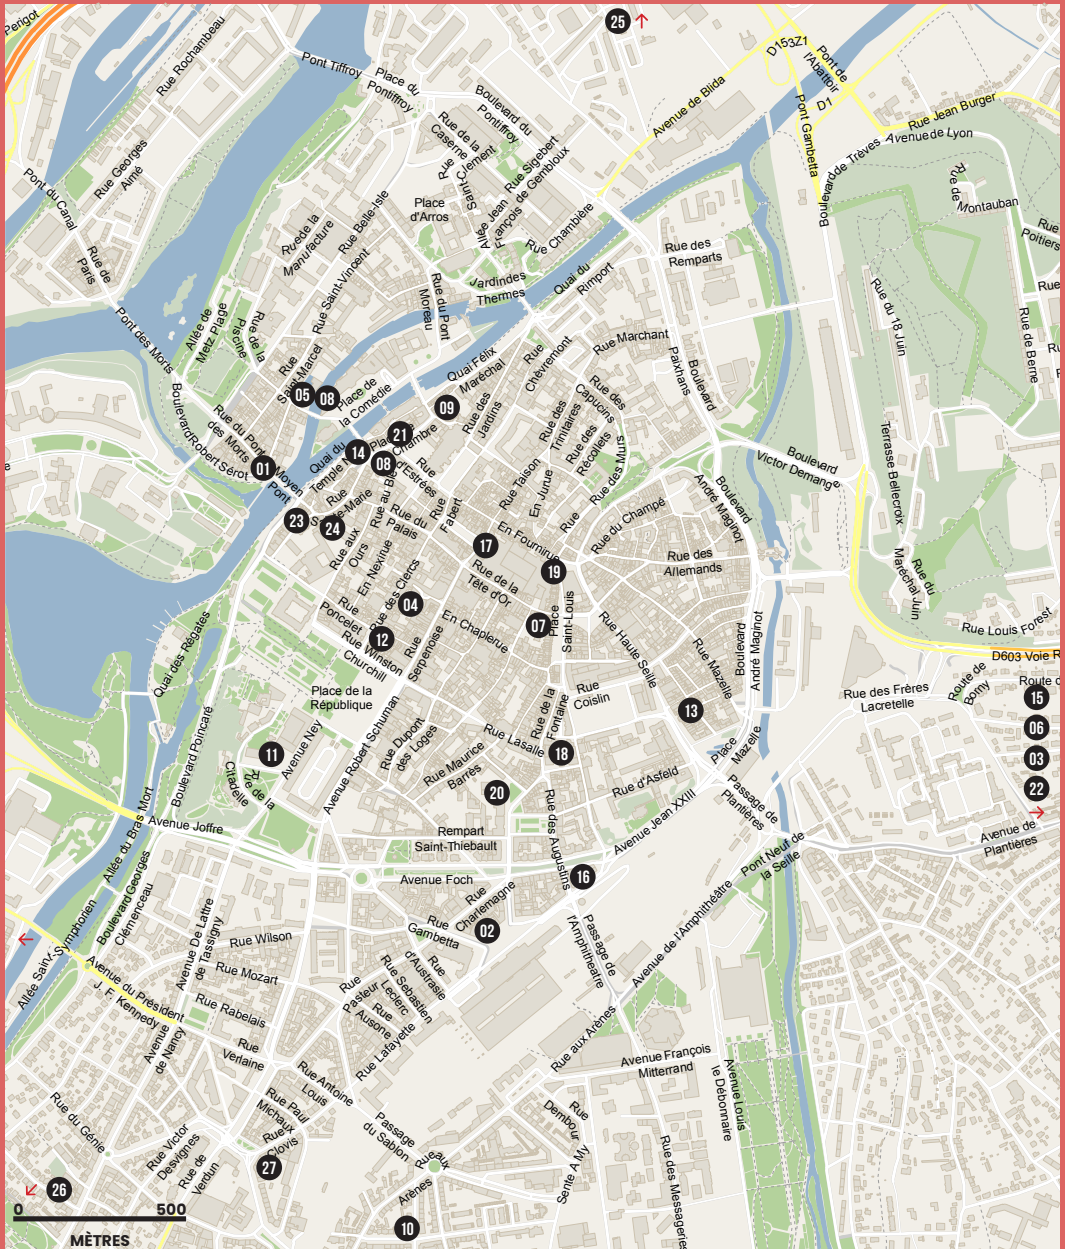 Perigot
Rue Rochambeau
25
D153Z1
Pont de
l'Abattoir
D1
Pont Tiffroy
Place du
Pontiffroy
Boulevard du
Pontiffroy
Avenue de Blida
Pont Gambetta
Rue Jean Burger
Avenue de Lyon
Boulevard de Trèves
Rue Georges
Aimé
Pont du Canal
Rue de
Paris
Rue de la
Caserne
Rue
Saint
Clément
Rue Sigebert
de Gembloux
Allée Jean
François
Place
d'Arros
Rue Chambière
Rue de
Montauban
Rue
Poitiers
Rue
Rue de Berne
Rue de la
Manufacture
Rue Belle-Isle
Rue Saint-Vincent
Rue des
Remparts
Quai du
Rimport
Jardin des
Thermes
Rue du Pont
Moreau
Rue du 18 Juin
Pont des Morts
Allée de
Metz Plage
Rue de la
Piscine
Rue
Saint-Marcel
Quai Félix
Maréchal
Rue
Chèvremont
Rue Marchant
Boulevard
Paixhans
05
08
Place de
la Comédie
09
Rue des
Jardins
Rue des
Capucins
Rue des
Trinitaires
Rue des
Récollets
Rue des Murs
Boulevard
Robert Sérot
Rue du Pont
des Morts
01
Moyen
Pont
Quai du
Temple
14
21
Chambre
08
d'Estrées
Rue
Rue Taison
En Jurue
Boulevard
Victor Demange
Terrasse Bellecroix
Boulevard
André Maginot
23
24
Rue
Rue aux
Ours
Rue du
Palais
Rue
Fabert
En Nexirue
17
En Fournirue
Rue
Rue du Champé
Rue des
Allemands
19
Rue de la
Tête d'Or
Rue des Clercs
04
Rue
Poncelet
12
Rue Winston
Churchill
Rue
Serpenoise
En Chaplerue
07
Place
Saint-Louis
Rue Haute Seille
Rue Mazelle
Boulevard
André Maginot
Rue du
Maréchal Juin
Rue Louis Forest
D603 Voie R
Quai des Régates
Place de la
République
Rue
Coislin
Rue de la
Fontaine
13
Rue des Frères
Lacretelle
Route de
Borny
15
06
03
22
Boulevard Poincaré
11
Avenue Ney
Rue de la
Citadelle
Avenue Robert Schuman
Rue Dupont
des Loges
Rue Maurice
Barrès
Rue Lasalle
18
20
Place
Mazelle
Rue d'Asfeld
Passage de
Plantières
Avenue Jean XXIII
Avenue Joffre
Allée du Bras Mort
Rempart
Saint-Thiebault
Rue des Augustins
Pont Neuf de
la Seille
Avenue de
Plantières
Avenue Foch
16
Boulevard Georges
Clémenceau
Allée Saint-Symphorien
Avenue De Lattre
de Tassigny
Rue
Charlemagne
02
Rue
Gambetta
Passage de
l'Amphitheatre
Avenue de l'Amphithéâtre
Rue Wilson
Rue Mozart
Rue Rabelais
Avenue du Président
J. F. Kennedy
Rue
d'Austrasie
Rue Sebastien
Leclerc
Rue
Pasteur
Rue
Ausone
Rue Lafayette
Avenue
de Nancy
Rue
Verlaine
Rue aux Arènes
Avenue François
Mitterrand
Avenue Louis
le Débonnaire
Rue Antoine
Louis
Rue Paul
Michaux
Rue
Clovis
Passage
du Sablon
Rue
Dembour
Sente A My
Rue des Messageries
Rue du Génie
Rue Victor
Desvignes
Rue de
Verdun
27
26
Rue aux
Arènes
10
0
500
MÈTRES